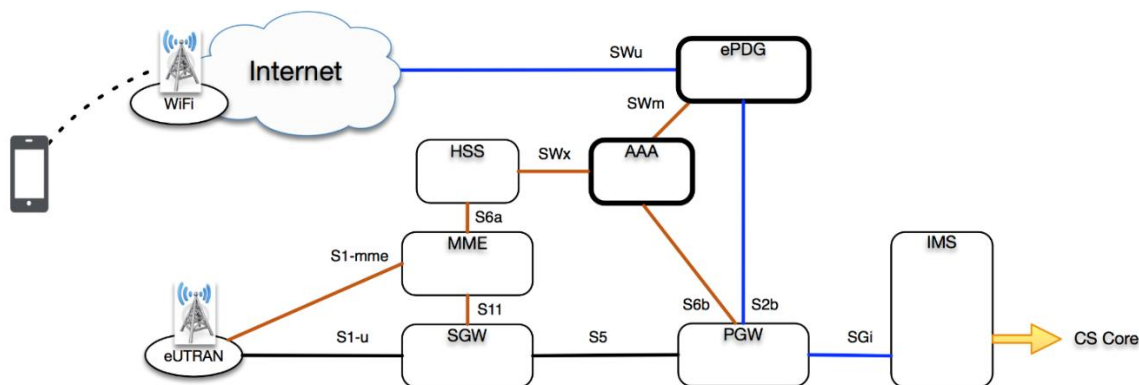 ePDG
SWu
Internet
WiFi
SWm
HSS
SWx
AAA
S6a
MME
IMS
S1-mme
S11
S6b
S2b
S1-u
SGW
S5
PGW
SGi
CS Core
eUTRAN